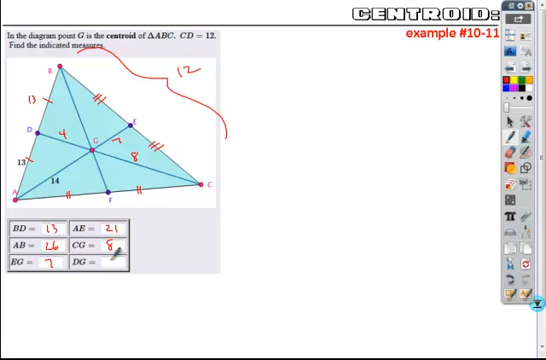 CENTROID:
example #10-11
In the diagram point G is the centroid of ΔABC. CD = 12.
Find the indicated measures.
12
B
13
D
4
G
7
E
8
13
14
A
F
C
BD = 13 AE = 21
AB = 26 CG = 8
EG = 7 DG =